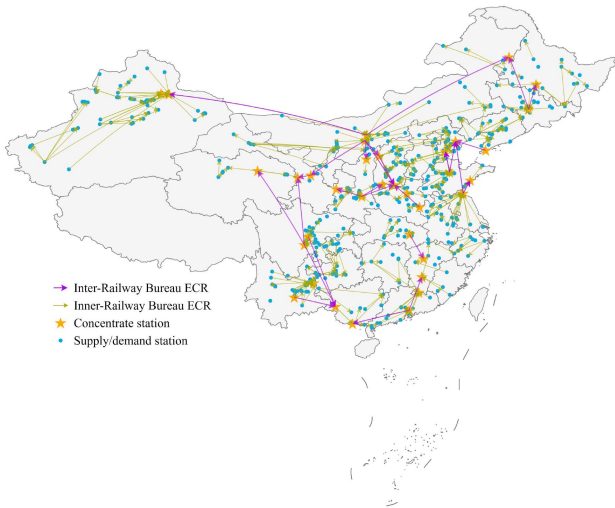 Inter-Railway Bureau ECR
Inner-Railway Bureau ECR
Concentrate station
Supply/demand station